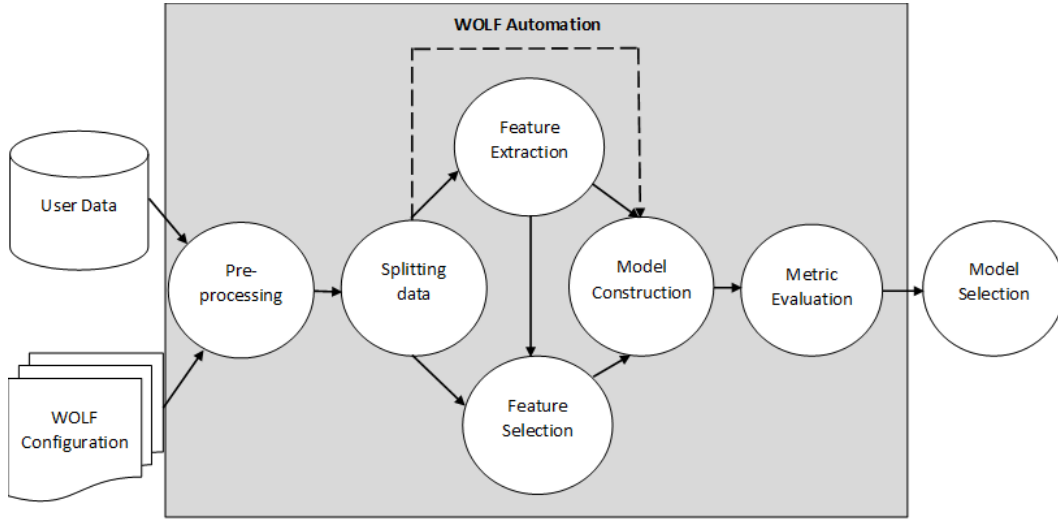 WOLF Automation
Feature
Extraction
User Data
Pre-
processing
Splitting
data
Model
Construction
Metric
Evaluation
Model
Selection
WOLF
Configuration
Feature
Selection